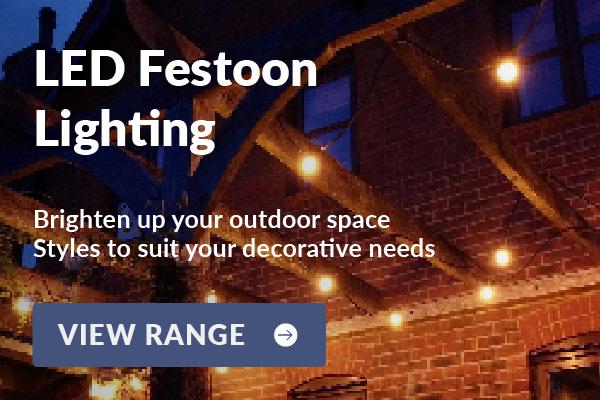 LED Festoon
Lighting
Brighten up your outdoor space
Styles to suit your decorative needs
VIEW RANGE